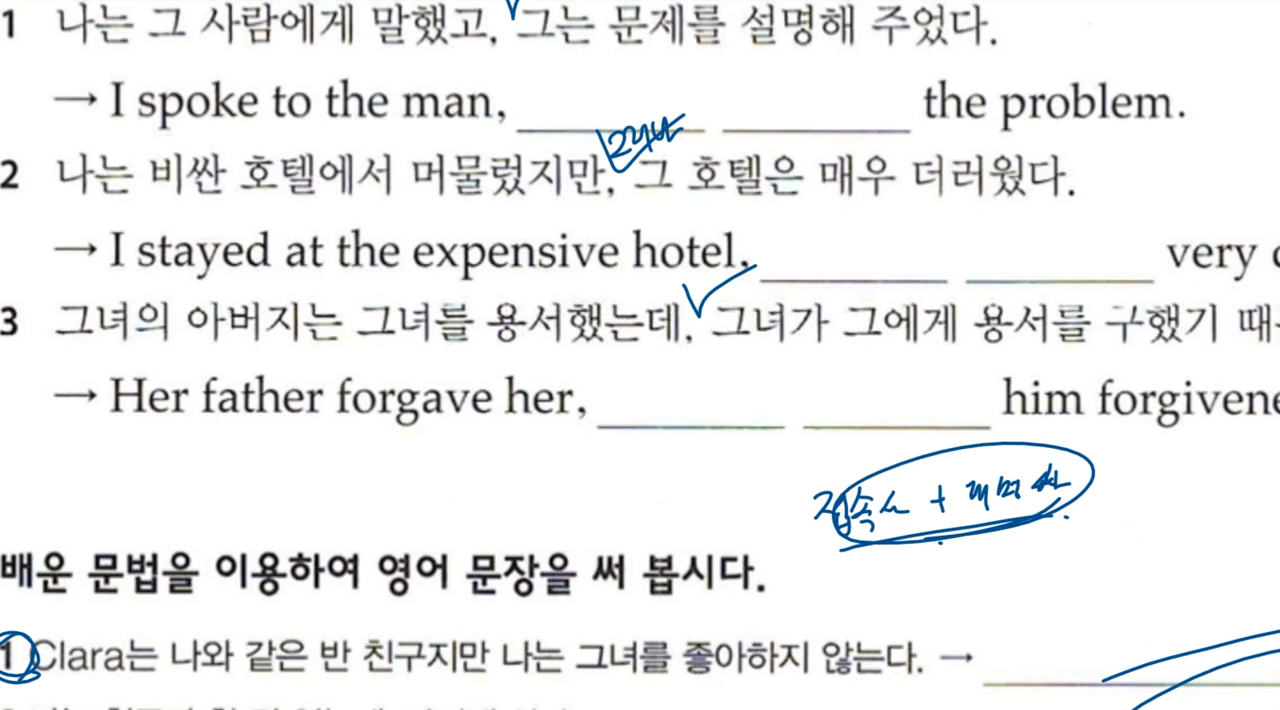 1 나는 그 사람에게 말했고, 그는 문제를 설명해 주었다.
→ I spoke to the man, ______ ______ the problem.
2 나는 비싼 호텔에서 머물렀지만, 그 호텔은 매우 더러웠다.
→ I stayed at the expensive hotel, ______ ______ very
3 그녀의 아버지는 그녀를 용서했는데, 그녀가 그에게 용서를 구했기
→ Her father forgave her, ______ ______ him
접속사 + 대명사
배운 문법을 이용하여 영어 문장을 써 봅시다.
1 Clara는 나와 같은 반 친구지만 나는 그녀를 좋아하지 않는다. →